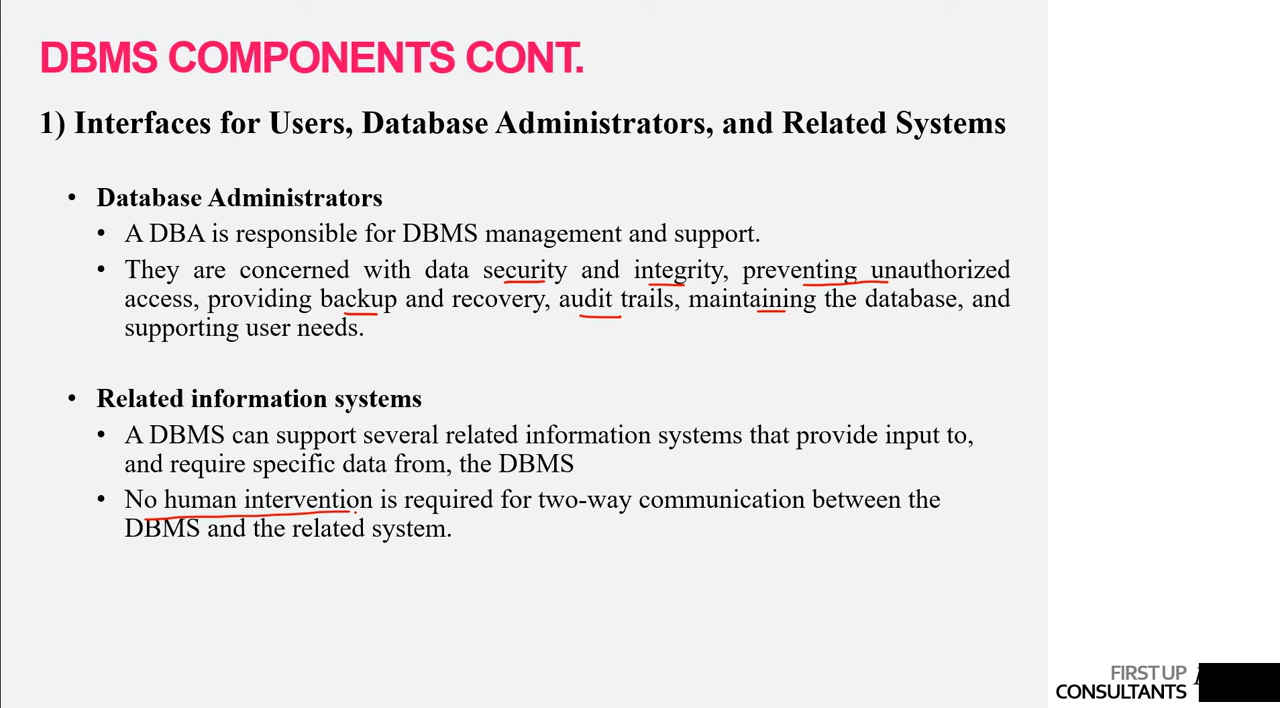 DBMS COMPONENTS CONT.
1) Interfaces for Users, Database Administrators, and Related Systems
• Database Administrators
• A DBA is responsible for DBMS management and support.
• They are concerned with data security and integrity, preventing unauthorized
access, providing backup and recovery, audit trails, maintaining the database, and
supporting user needs.
• Related information systems
• A DBMS can support several related information systems that provide input to,
and require specific data from, the DBMS
• No human intervention is required for two-way communication between the
DBMS and the related system.
FIRST UP
CONSULTANTS